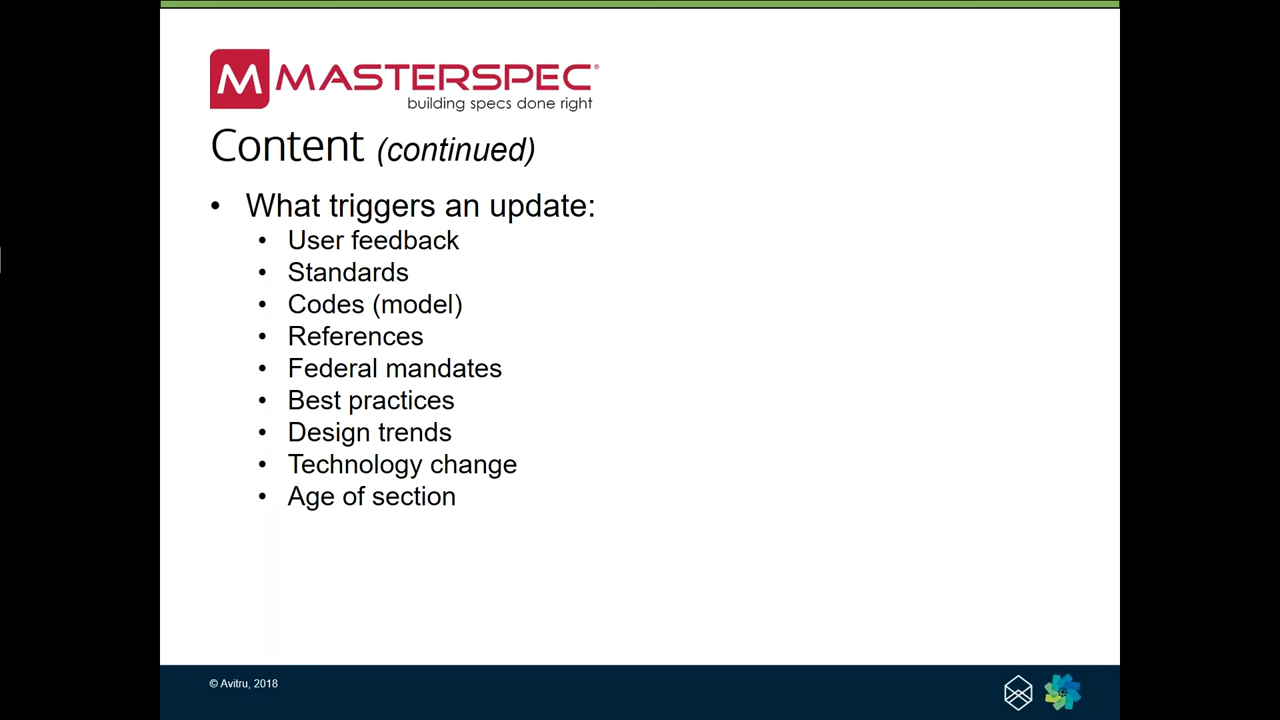 M MASTERSPEC®
building specs done right
Content (continued)
• What triggers an update:
• User feedback
• Standards
• Codes (model)
• References
• Federal mandates
• Best practices
• Design trends
• Technology change
• Age of section
© Avitru, 2018